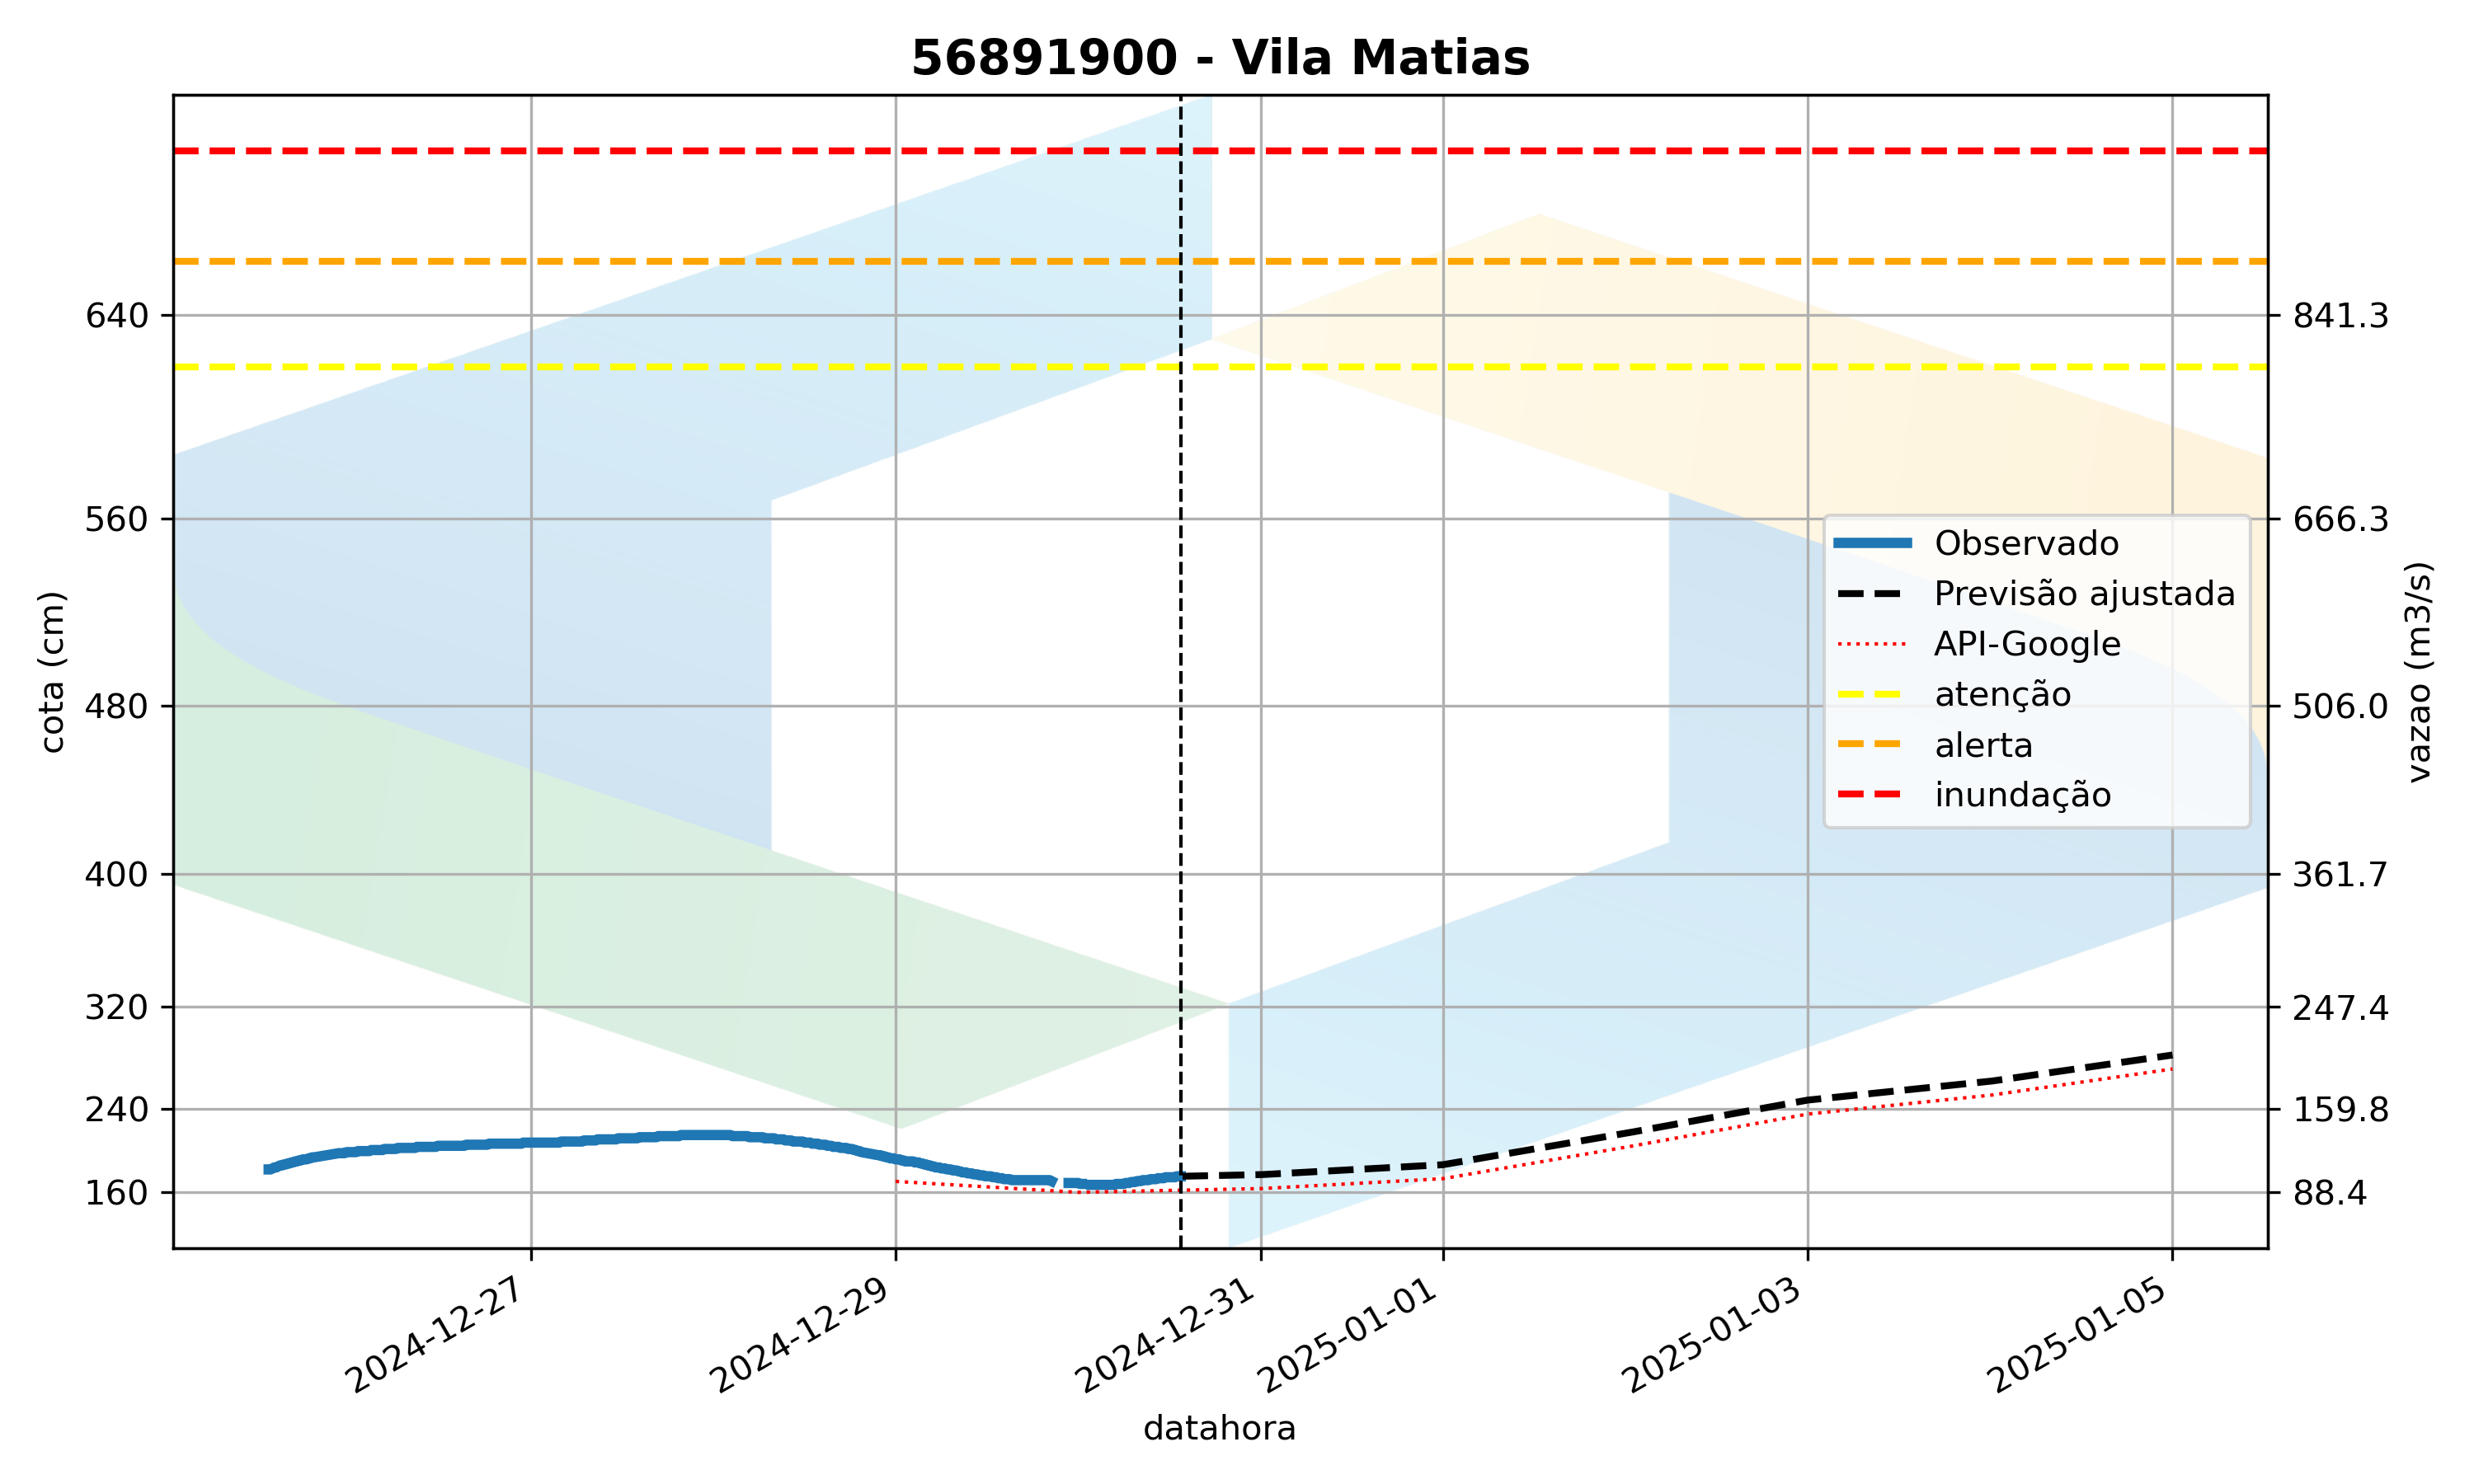 56891900 - Vila Matias
cota (cm)
640
560
480
400
320
240
160
841.3
666.3
506.0
361.7
247.4
159.8
88.4
vazao (m3/s)
Observado
Previsão ajustada
API-Google
atenção
alerta
inundação
2024-12-27
2024-12-29
2024-12-31
2025-01-01
2025-01-03
2025-01-05
datahora